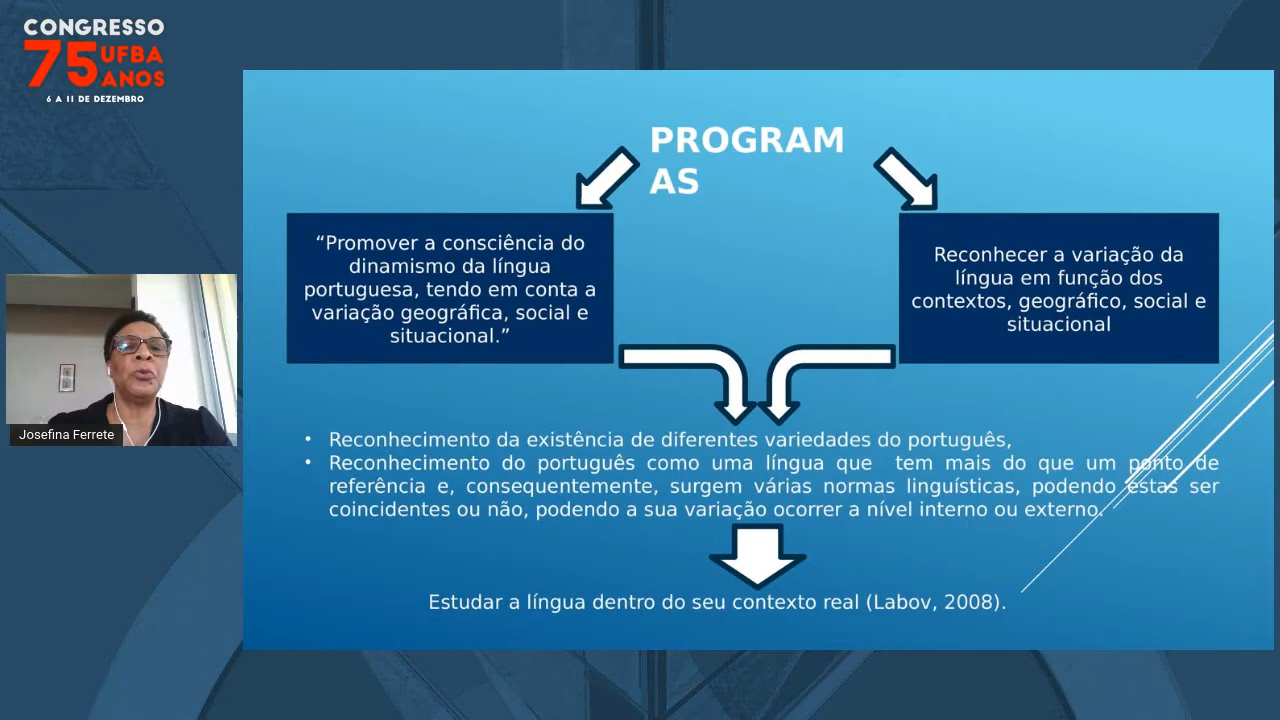 CONGRESSO
75 UFBA
ANOS
6 A 11 DE DEZEMBRO
PROGRAM
AS
“Promover a consciência do
dinamismo da língua
portuguesa, tendo em conta a
variação geográfica, social e
situacional.”
Reconhecer a variação da
língua em função dos
contextos, geográfico, social e
situacional
• Reconhecimento da existência de diferentes variedades do português,
• Reconhecimento do português como uma língua que tem mais do que um ponto de
referência e, consequentemente, surgem várias normas linguísticas, podendo estas ser
coincidentes ou não, podendo a sua variação ocorrer a nível interno ou externo.
Estudar a língua dentro do seu contexto real (Labov, 2008).
Josefina Ferrete